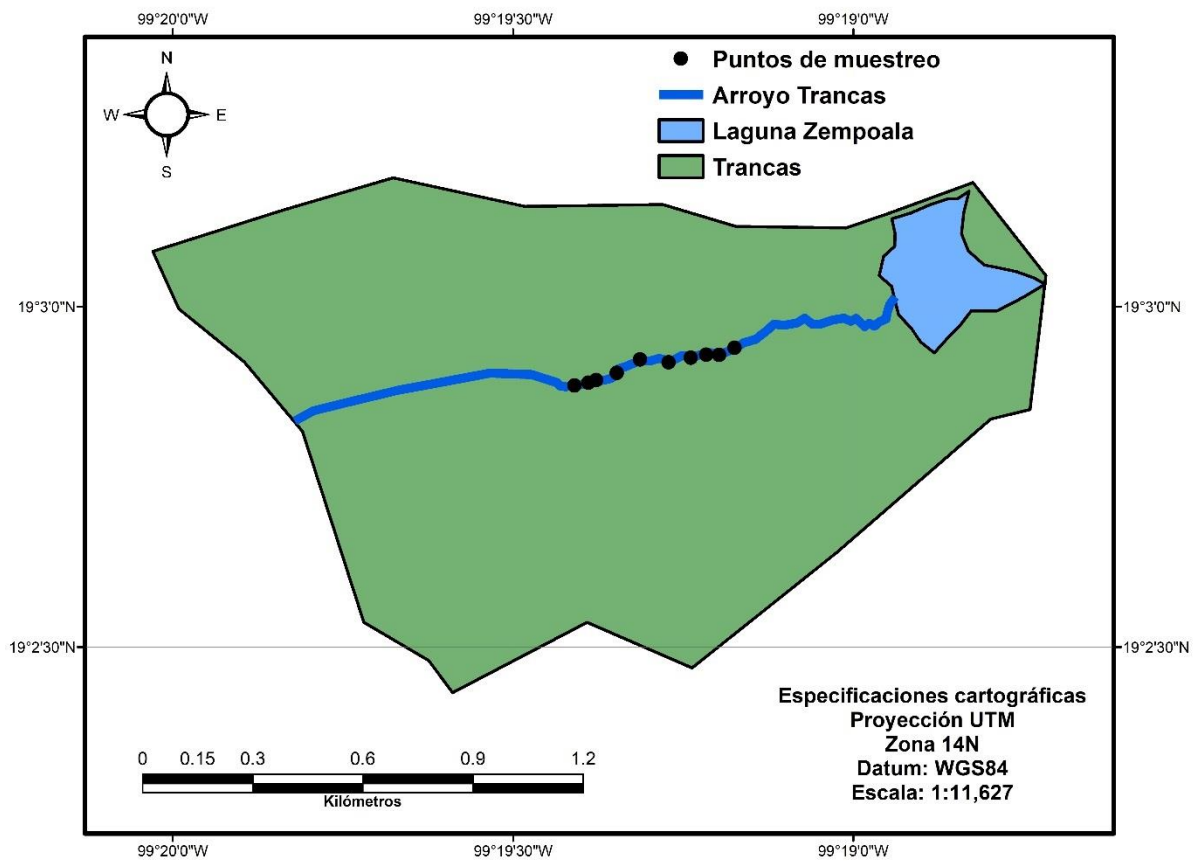 99°20'0"W 99°19'30"W 99°19'0"W
N
W E
S
Puntos de muestreo
Arroyo Trancas
Laguna Zempoala
Trancas
19°3'0"N 19°3'0"N
19°2'30"N 19°2'30"N
Especificaciones cartográficas
Proyección UTM
Zona 14N
Datum: WGS84
Escala: 1:11,627
0 0.15 0.3 0.6 0.9 1.2
Kilómetros
99°20'0"W 99°19'30"W 99°19'0"W